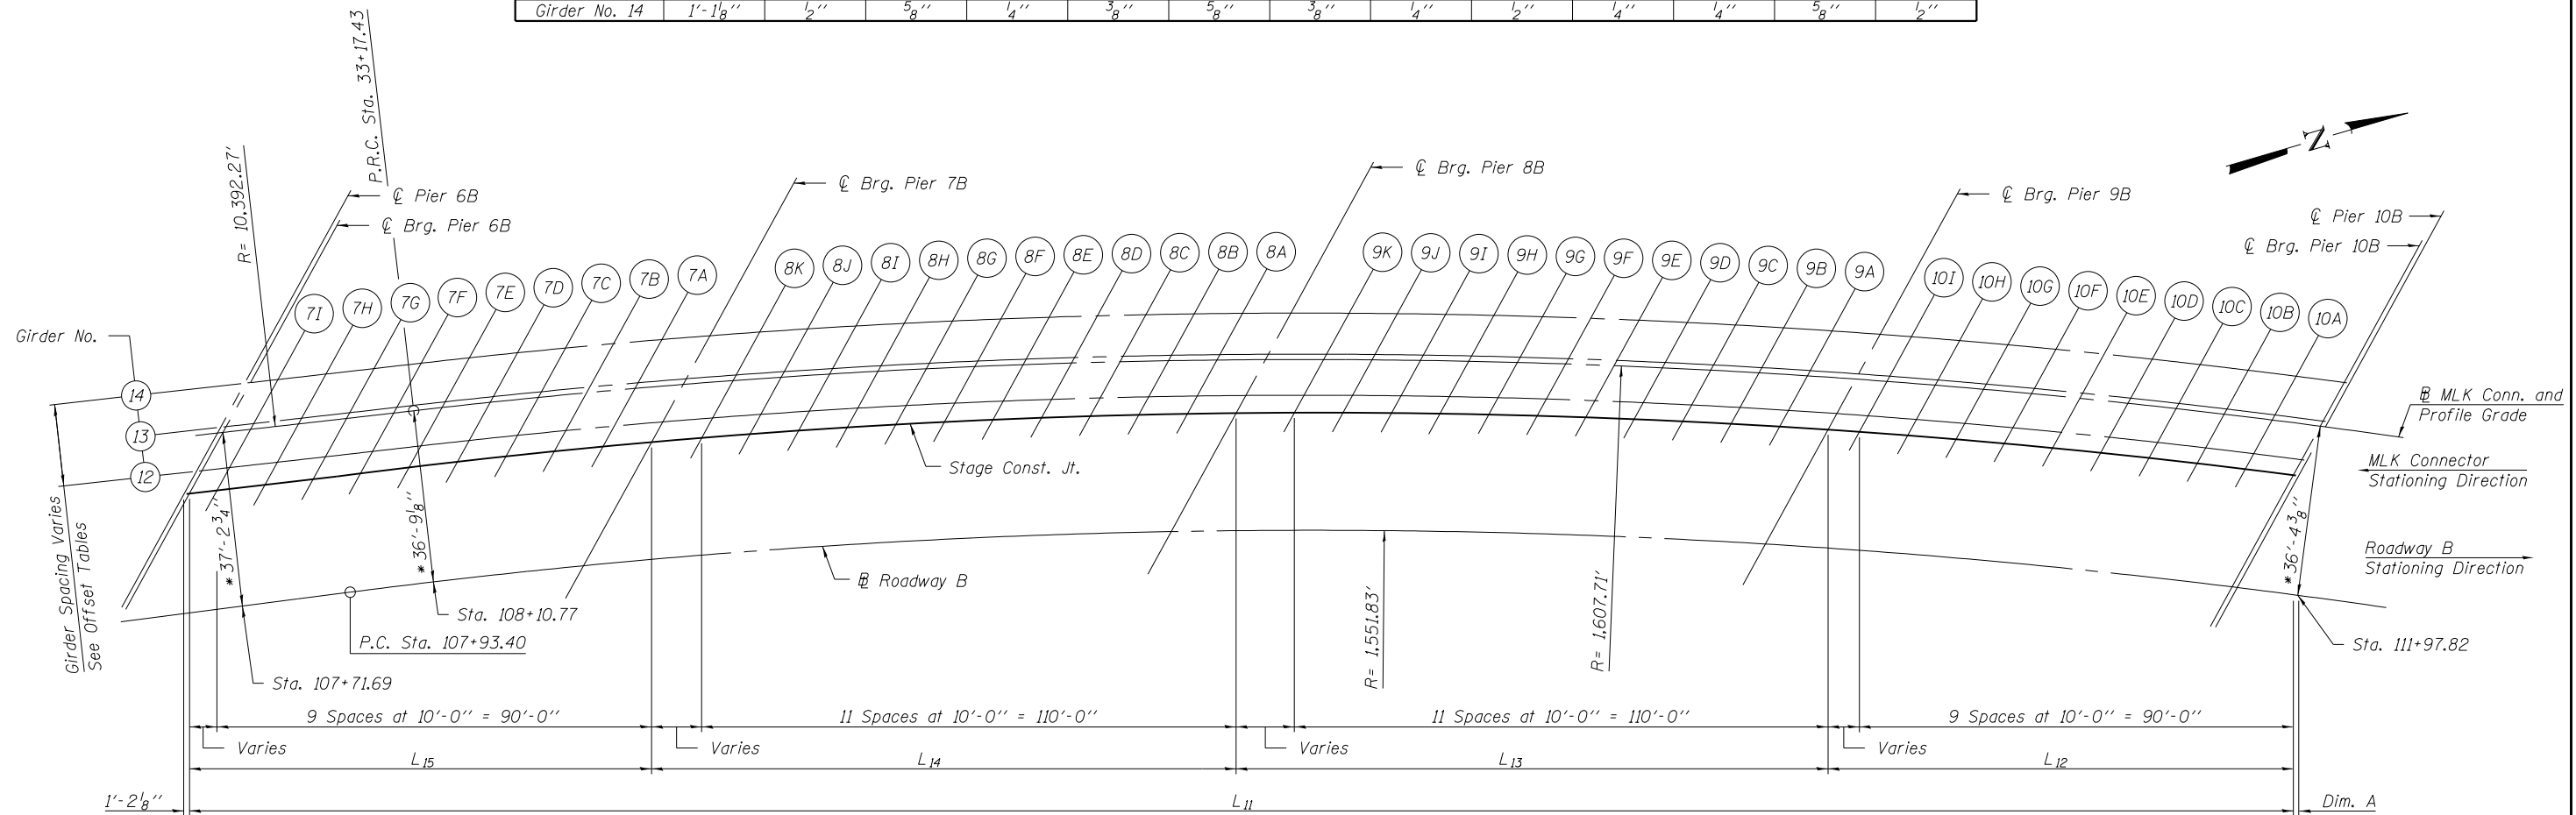 Girder No. 14 1'-1 1/8'' 1/2'' 5/8'' 1/4'' 3/8'' 5/8'' 3/8'' 1/4'' 1/2'' 1/4'' 1/4'' 5/8'' 1/2''
P.R.C. Sta. 33+17.43
R= 10,392.27'
℄ Pier 6B
℄ Brg. Pier 6B
℄ Brg. Pier 7B
℄ Brg. Pier 8B
℄ Brg. Pier 9B
℄ Pier 10B
℄ Brg. Pier 10B
N
7I 7H 7G 7F 7E 7D 7C 7B 7A
8K 8J 8I 8H 8G 8F 8E 8D 8C 8B 8A
9K 9J 9I 9H 9G 9F 9E 9D 9C 9B 9A
10I 10H 10G 10F 10E 10D 10C 10B 10A
Girder No.
14
13
12
Girder Spacing Varies
See Offset Tables
* 37'-2 3/4''
* 36'-9 1/8''
Stage Const. Jt.
B̲L MLK Conn. and
Profile Grade
MLK Connector
Stationing Direction
Roadway B
Stationing Direction
* 36'-4 3/8''
B̲L Roadway B
R= 1,551.83'
R= 1,607.71'
Sta. 108+10.77
P.C. Sta. 107+93.40
Sta. 107+71.69
Sta. 111+97.82
9 Spaces at 10'-0'' = 90'-0''
11 Spaces at 10'-0'' = 110'-0''
11 Spaces at 10'-0'' = 110'-0''
9 Spaces at 10'-0'' = 90'-0''
Varies
Varies
Varies
Varies
L15
L14
L13
L12
1'-2 1/8''
L11
Dim. A